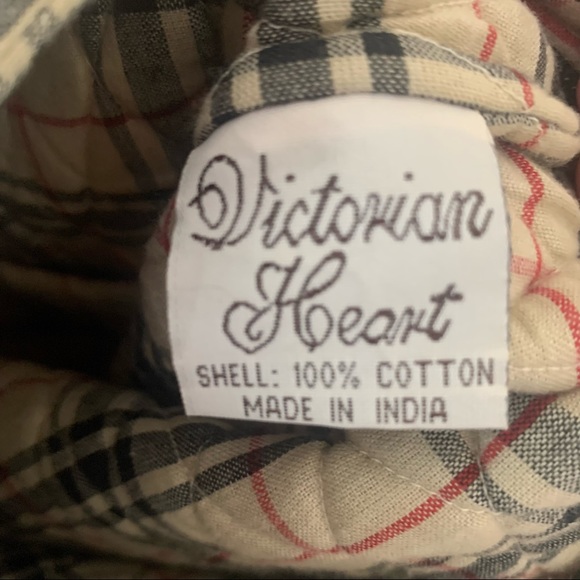 Victorian
Heart
SHELL: 100% COTTON
MADE IN INDIA